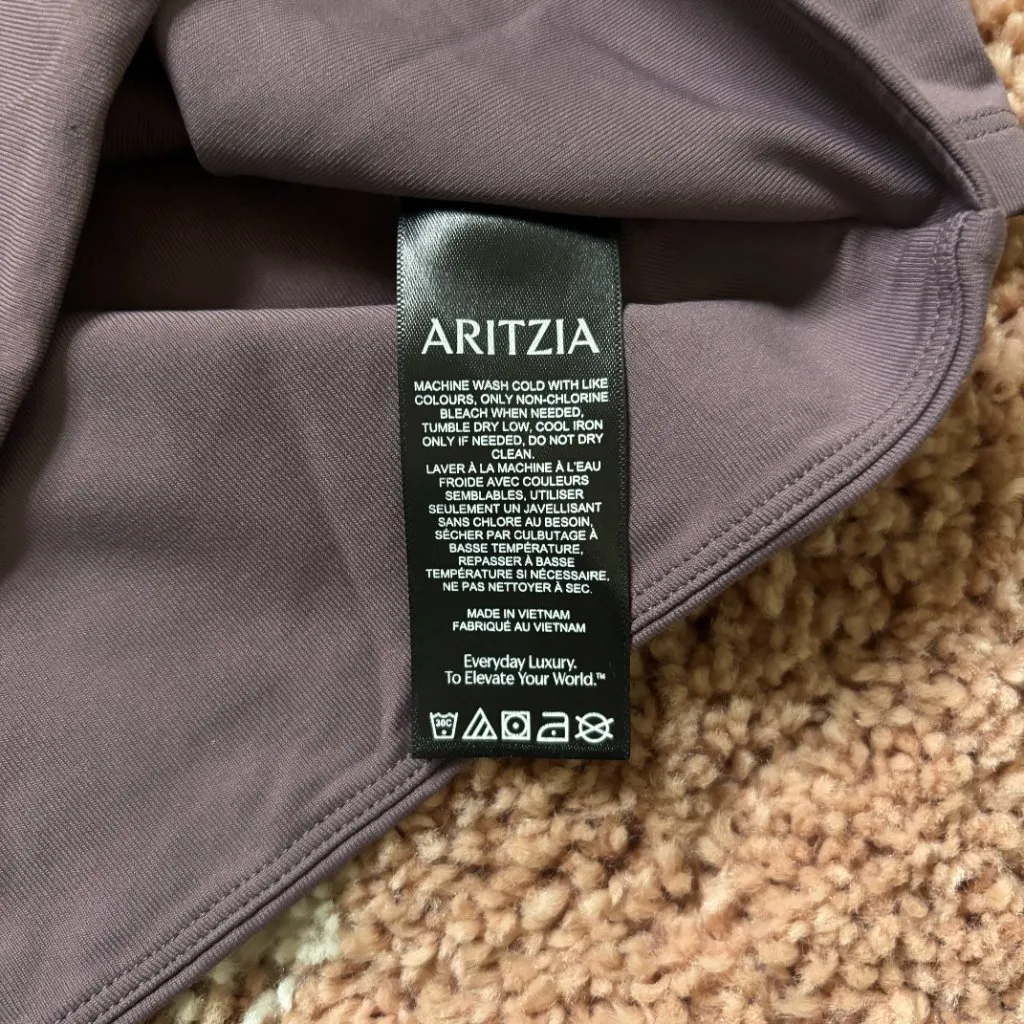 ARITZIA
MACHINE WASH COLD WITH LIKE
COLOURS, ONLY NON-CHLORINE
BLEACH WHEN NEEDED,
TUMBLE DRY LOW, COOL IRON
ONLY IF NEEDED, DO NOT DRY
CLEAN.
LAVER À LA MACHINE À L'EAU
FROIDE AVEC COULEURS
SEMBLABLES, UTILISER
SEULEMENT UN JAVELLISANT
SANS CHLORE AU BESOIN,
SÉCHER PAR CULBUTAGE À
BASSE TEMPÉRATURE,
REPASSER À BASSE
TEMPÉRATURE SI NÉCESSAIRE,
NE PAS NETTOYER À SEC.
MADE IN VIETNAM
FABRIQUÉ AU VIETNAM
Everyday Luxury.
To Elevate Your World.™
30C